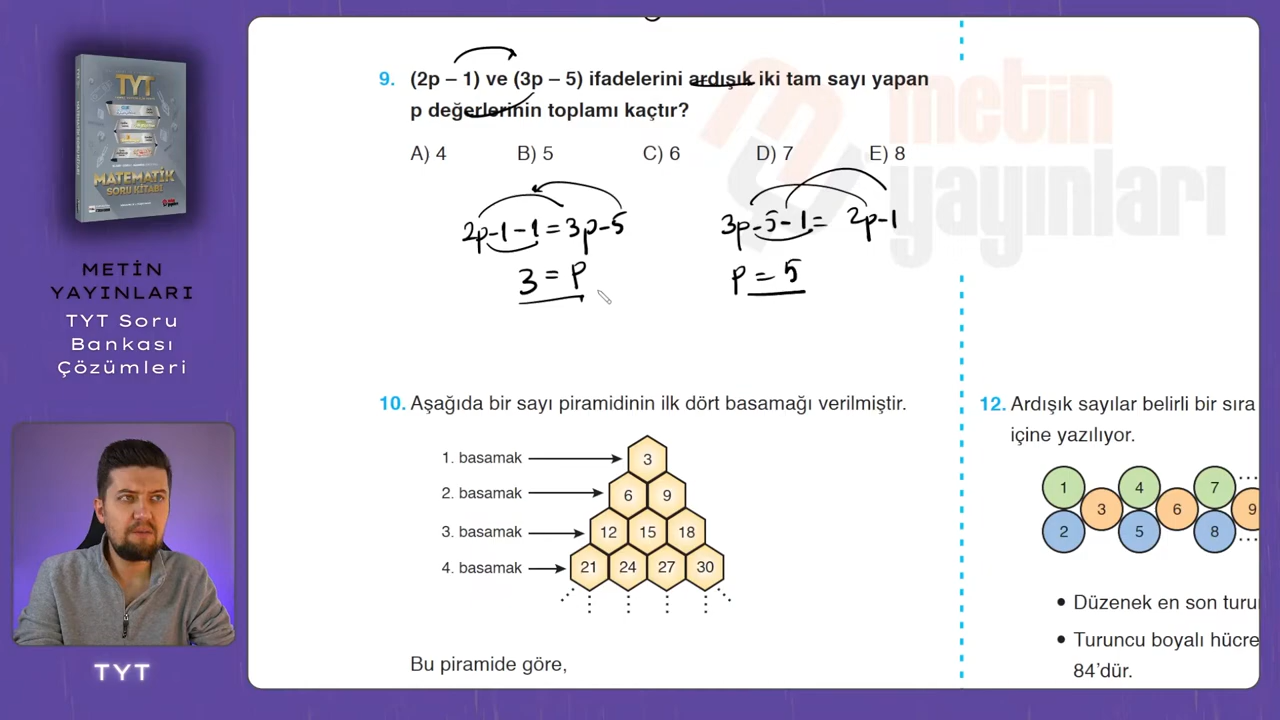 TYT
MATEMATİK
SORU KİTABI
METİN
YAYINLARI
TYT Soru
Bankası
Çözümleri
TYT
metin
yayınları
9. (2p – 1) ve (3p – 5) ifadelerini ardışık iki tam sayı yapan
p değerlerinin toplamı kaçtır?
A) 4 B) 5 C) 6 D) 7 E) 8
2p-1-1=3p-5
3 = p
3p-5-1= 2p-1
p = 5
10. Aşağıda bir sayı piramidinin ilk dört basamağı verilmiştir.
1. basamak 3
2. basamak 6 9
3. basamak 12 15 18
4. basamak 21 24 27 30
Bu piramide göre,
12. Ardışık sayılar belirli bir sıra
içine yazılıyor.
1 4 7
3 6 9
2 5 8
• Düzenek en son turu
• Turuncu boyalı hücre
84'dür.